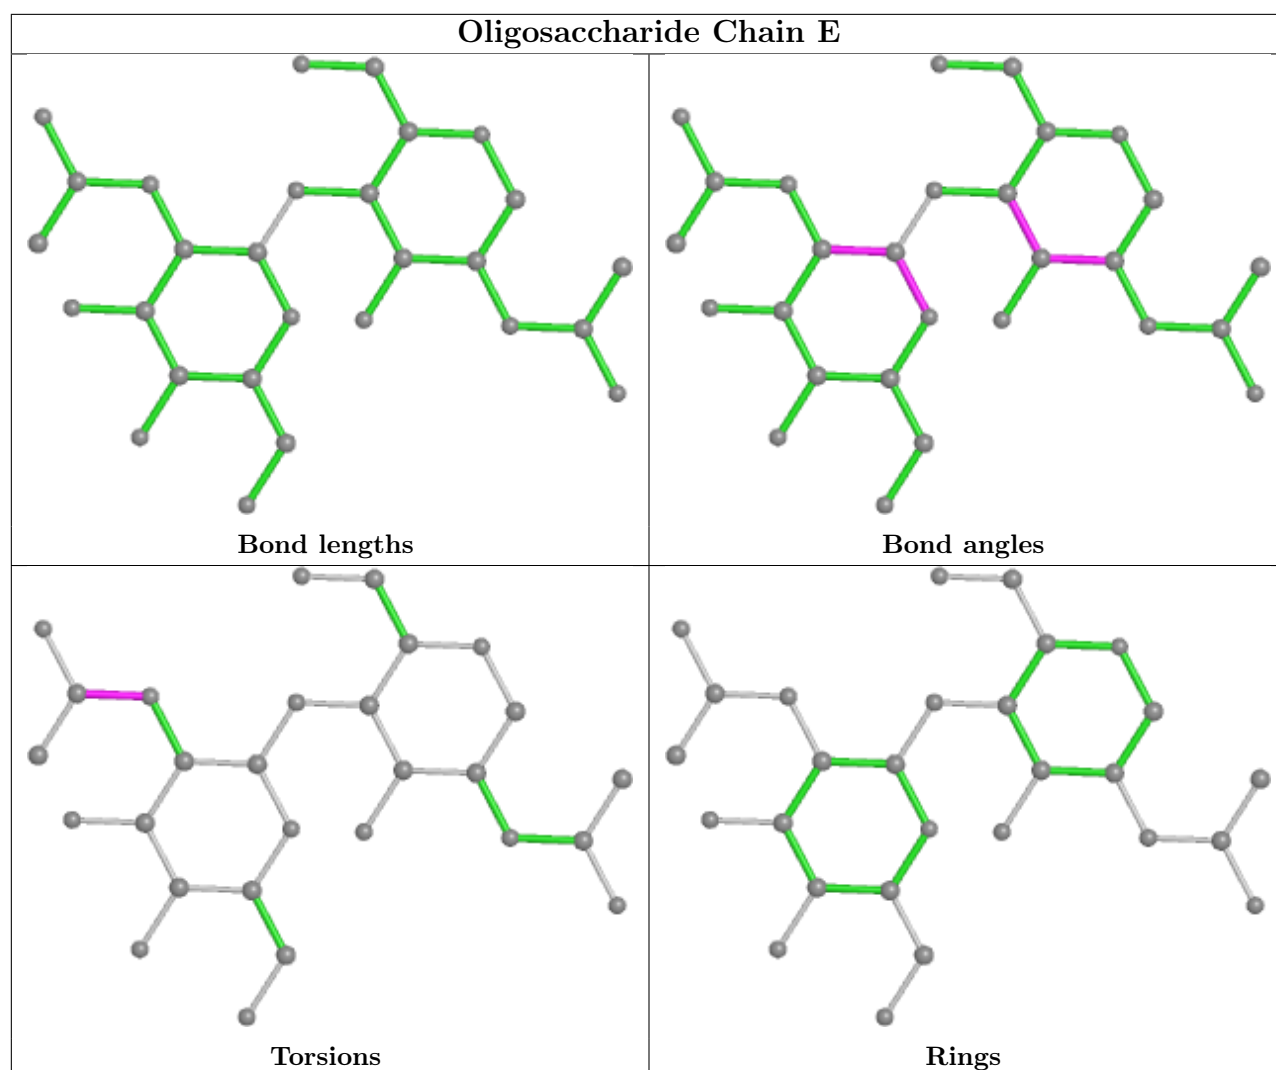 Oligosaccharide Chain E
Bond lengths
Bond angles
Torsions
Rings